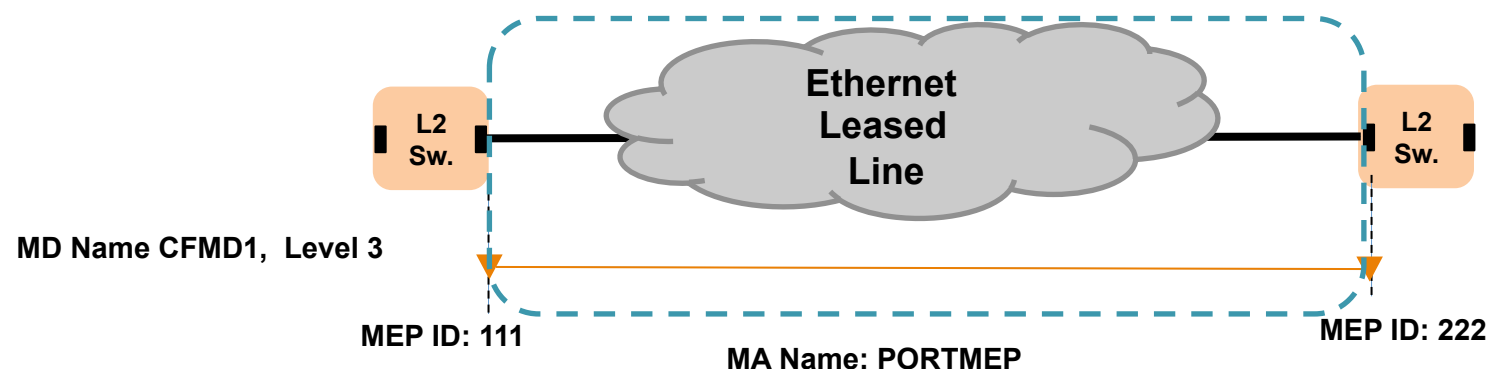 Ethernet
Leased
Line
L2
Sw.
L2
Sw.
MD Name CFMD1, Level 3
MEP ID: 111
MEP ID: 222
MA Name: PORTMEP